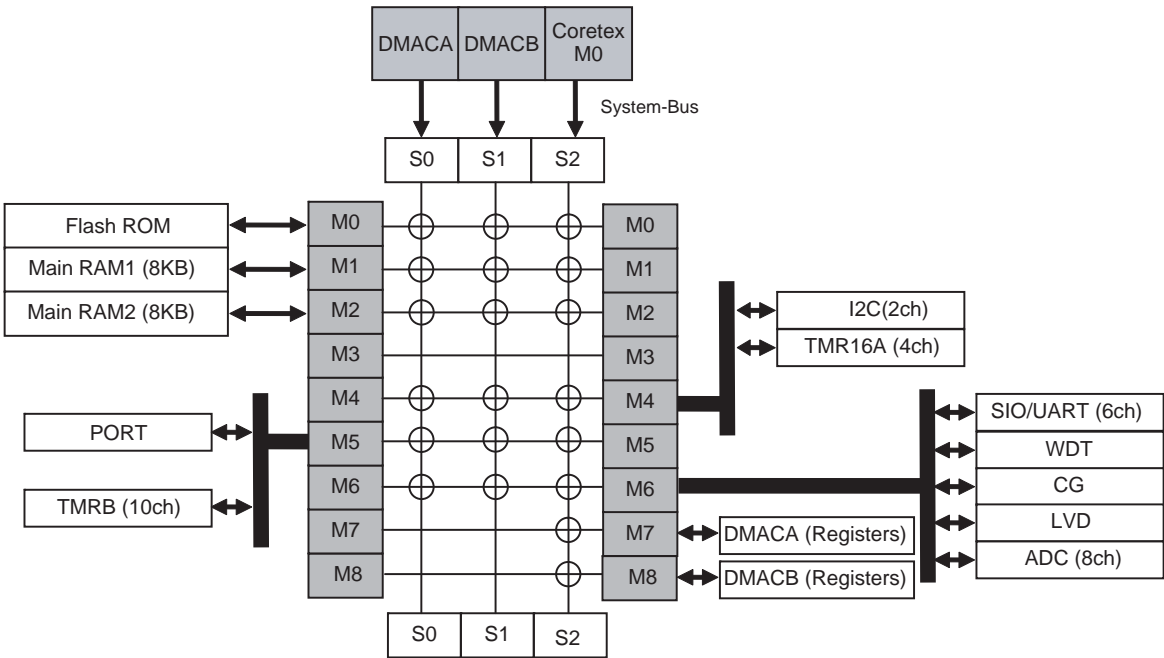 DMACA
DMACB
Coretex
M0
System-Bus
S0
S1
S2
Flash ROM
Main RAM1 (8KB)
Main RAM2 (8KB)
PORT
TMRB (10ch)
M0
M1
M2
M3
M4
M5
M6
M7
M8
M0
M1
M2
M3
M4
M5
M6
M7
M8
I2C(2ch)
TMR16A (4ch)
SIO/UART (6ch)
WDT
CG
LVD
ADC (8ch)
DMACA (Registers)
DMACB (Registers)
S0
S1
S2